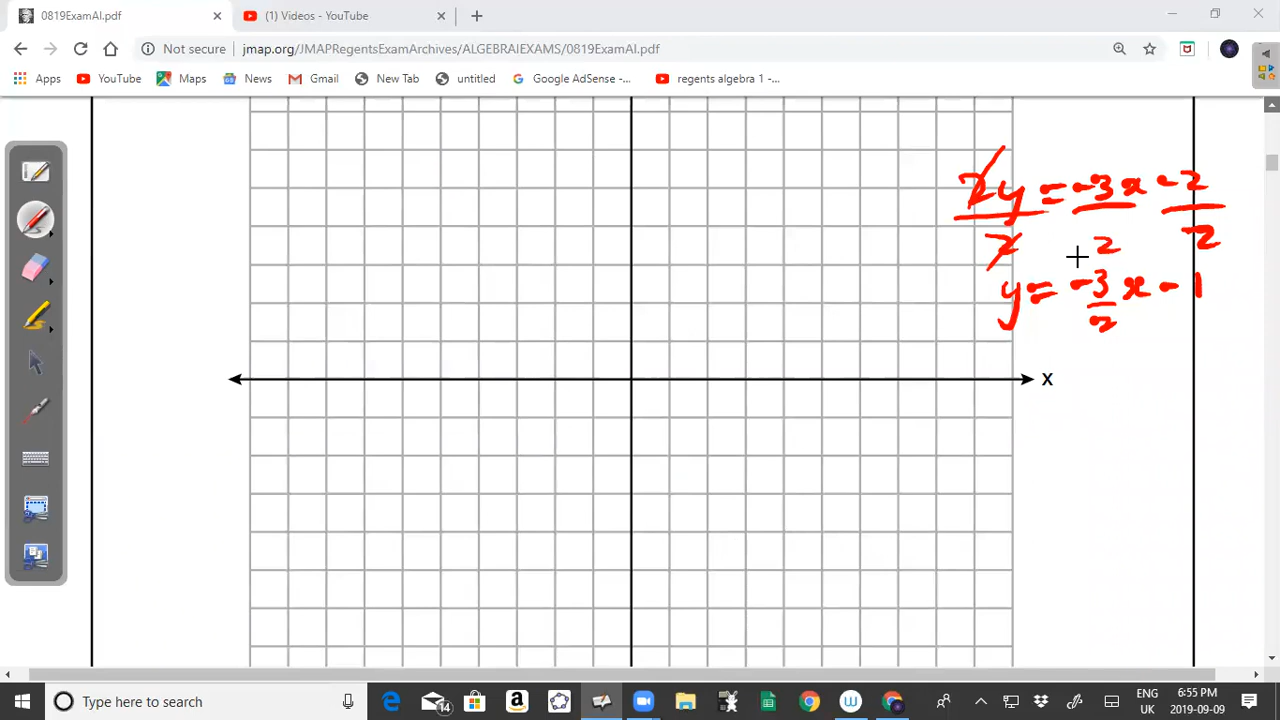 0819ExamAI.pdf
(1) Videos - YouTube
Not secure
jmap.org/JMAPRegentsExamArchives/ALGEBRAIEXAMS/0819ExamAI.pdf
Apps
YouTube
Maps
News
Gmail
New Tab
untitled
Google AdSense -...
regents algebra 1 -...
2y = -3x - 2
2 2 2
y = -3x - 1
2
x
Type here to search
14
ENG
UK
6:55 PM
2019-09-09